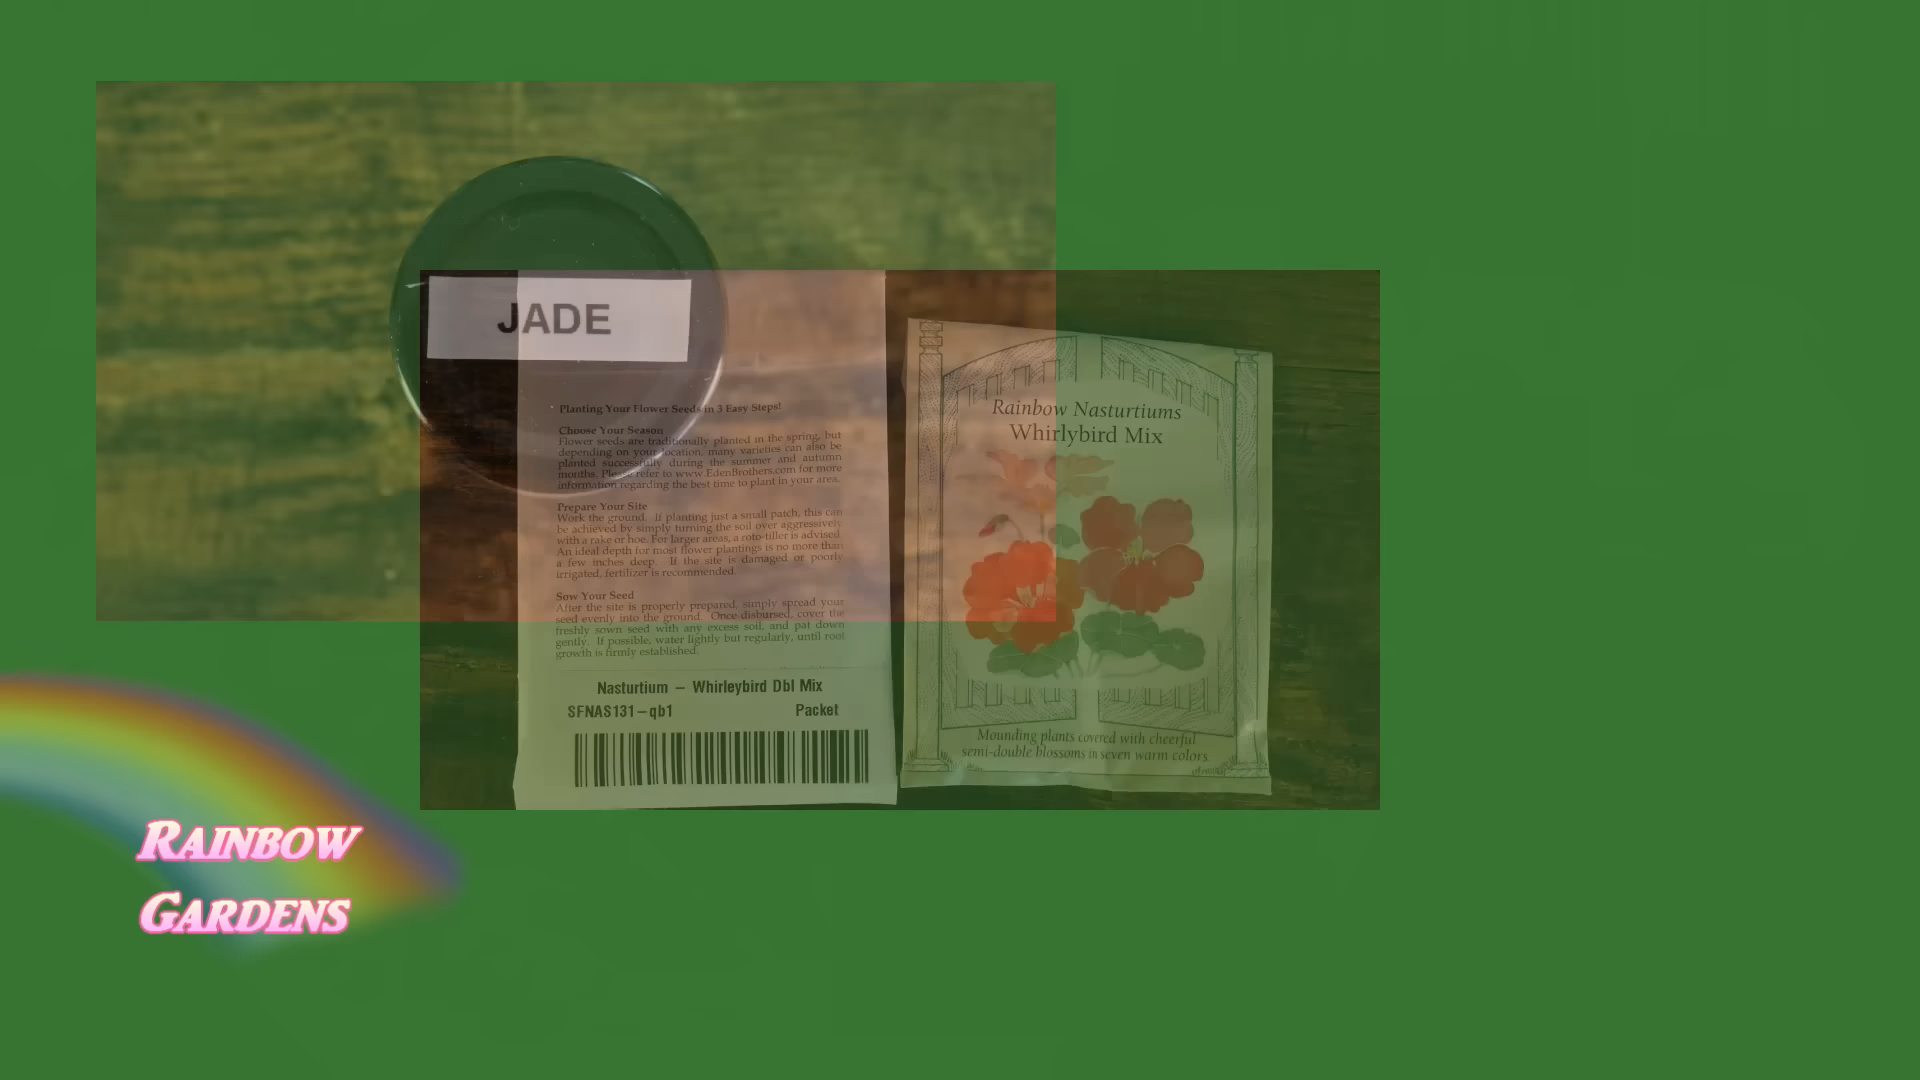 JADE
Planting Your Flower Seeds in 3 Easy Steps!
Choose Your Season
Flower seeds are traditionally planted in the spring, but
depending on your location, many varieties can also be
planted successfully during the summer and autumn
months. Please refer to www.EdenBrothers.com for more
information regarding the best time to plant in your area.
Prepare Your Site
Work the ground. If planting just a small patch, this can
be achieved by simply turning the soil over aggressively
with a rake or hoe. For larger areas, a roto-tiller is advised.
An ideal depth for most flower plantings is no more than
a few inches deep. If the site is damaged or poorly
irrigated, fertilizer is recommended.
Sow Your Seed
After the site is properly prepared, simply spread your
seed evenly into the ground. Once disbursed, cover the
freshly sown seed with any excess soil, and pat down
gently. If possible, water lightly but regularly, until root
growth is firmly established.
Nasturtium – Whirleybird Dbl Mix
SFNAS131-qb1 Packet
Rainbow Nasturtiums
Whirlybird Mix
Mounding plants covered with cheerful
semi-double blossoms in seven warm colors.
RAINBOW
GARDENS